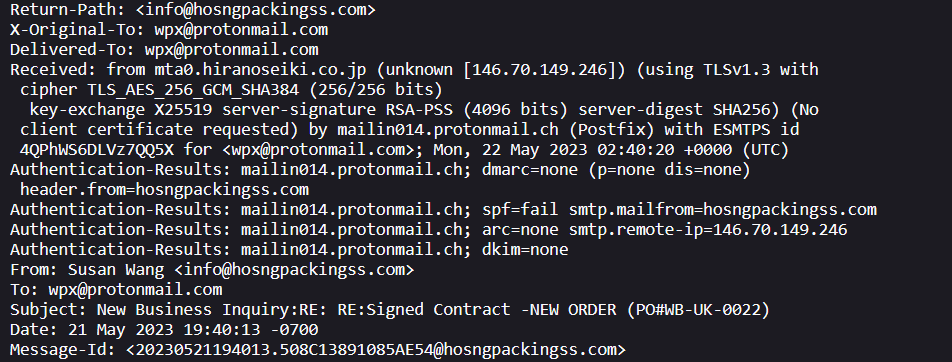 Return-Path: <info@hosngpackingss.com>
X-Original-To: wpx@protonmail.com
Delivered-To: wpx@protonmail.com
Received: from mta0.hiranoseiki.co.jp (unknown [146.70.149.246]) (using TLSv1.3 with
cipher TLS_AES_256_GCM_SHA384 (256/256 bits)
key-exchange X25519 server-signature RSA-PSS (4096 bits) server-digest SHA256) (No
client certificate requested) by mailin014.protonmail.ch (Postfix) with ESMTPS id
4QPhWS6DLVz7QQ5X for <wpx@protonmail.com>; Mon, 22 May 2023 02:40:20 +0000 (UTC)
Authentication-Results: mailin014.protonmail.ch; dmarc=none (p=none dis=none)
header.from=hosngpackingss.com
Authentication-Results: mailin014.protonmail.ch; spf=fail smtp.mailfrom=hosngpackingss.com
Authentication-Results: mailin014.protonmail.ch; arc=none smtp.remote-ip=146.70.149.246
Authentication-Results: mailin014.protonmail.ch; dkim=none
From: Susan Wang <info@hosngpackingss.com>
To: wpx@protonmail.com
Subject: New Business Inquiry:RE: RE:Signed Contract -NEW ORDER (PO#WB-UK-0022)
Date: 21 May 2023 19:40:13 -0700
Message-Id: <20230521194013.508C13891085AE54@hosngpackingss.com>